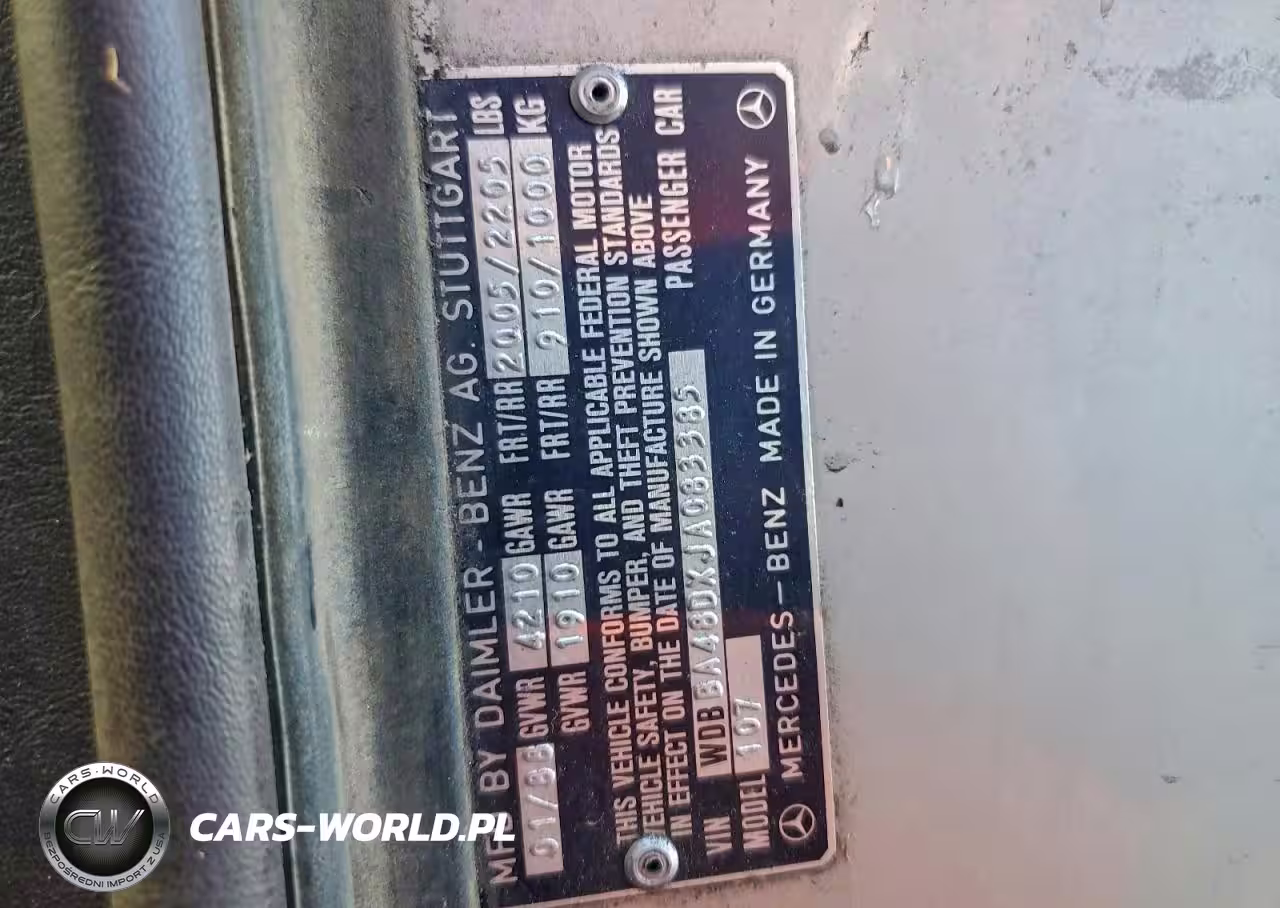 MFD BY DAIMLER-BENZ AG. STUTTGART
01/88 GVWR 4210 GAWR FRT/RR 2005/2205 LBS
GVWR 1910 GAWR FRT/RR 910/1000 KG
THIS VEHICLE CONFORMS TO ALL APPLICABLE FEDERAL MOTOR
VEHICLE SAFETY, BUMPER, AND THEFT PREVENTION STANDARDS
IN EFFECT ON THE DATE OF MANUFACTURE SHOWN ABOVE
VIN WDB BA48DXJA083385 PASSENGER CAR
MODEL 107
MERCEDES-BENZ MADE IN GERMANY
CARS-WORLD
CW
BEZPOŚREDNI IMPORT Z USA
CARS-WORLD.PL